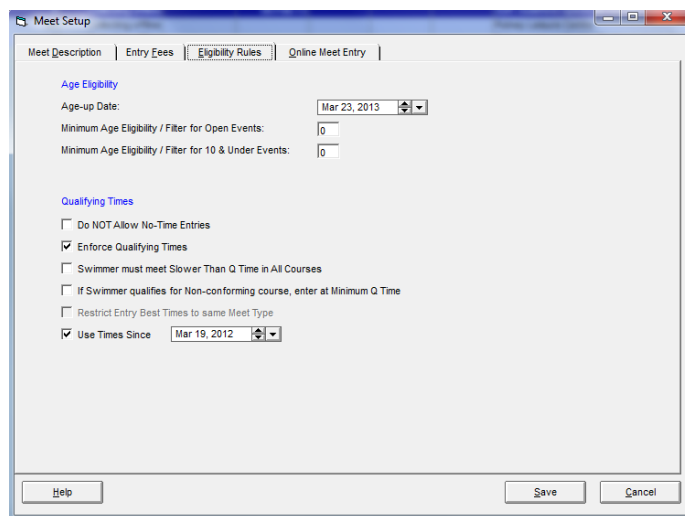 Meet Setup
Meet Description Entry Fees Eligibility Rules Online Meet Entry
Age Eligibility
Age-up Date: Mar 23, 2013
Minimum Age Eligibility / Filter for Open Events: 0
Minimum Age Eligibility / Filter for 10 & Under Events: 0
Qualifying Times
Do NOT Allow No-Time Entries
Enforce Qualifying Times
Swimmer must meet Slower Than Q Time in All Courses
If Swimmer qualifies for Non-conforming course, enter at Minimum Q Time
Restrict Entry Best Times to same Meet Type
Use Times Since Mar 19, 2012
Help Save Cancel